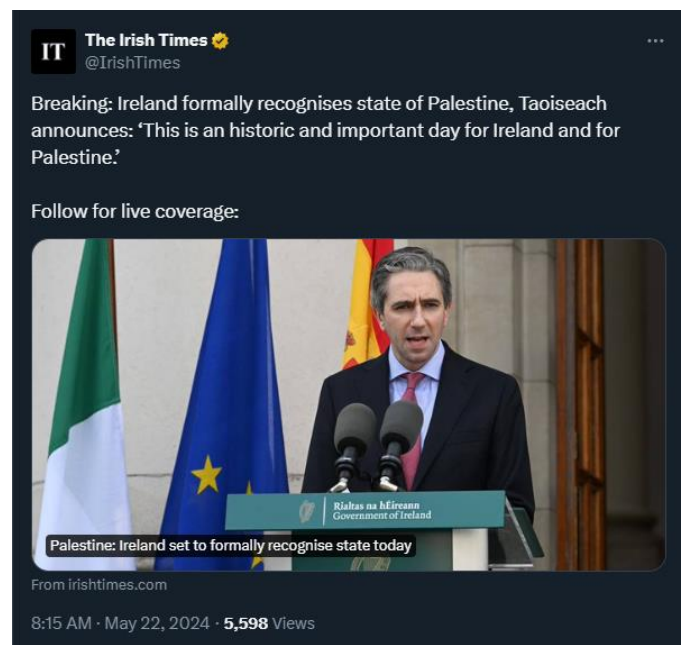 IT
The Irish Times
@IrishTimes
Breaking: Ireland formally recognises state of Palestine, Taoiseach
announces: ‘This is an historic and important day for Ireland and for
Palestine.’
Follow for live coverage:
Rialtas na hÉireann
Government of Ireland
Palestine: Ireland set to formally recognise state today
From irishtimes.com
8:15 AM · May 22, 2024 · 5,598 Views